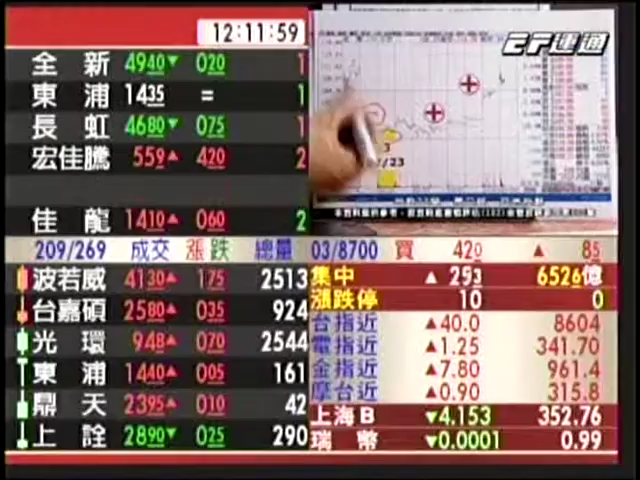 12:11:59
EF運通
全新 4940▼ 020 1
東浦 1435 = 1
長虹 4680▼ 075 1
宏佳騰 559▲ 420 2
佳龍 1410▲ 060 2
209/269 成交 漲跌 總量
波若威 4130▲ 175 2513
台嘉碩 2580▲ 035 924
光環 948▲ 070 2544
東浦 1440▲ 005 161
鼎天 2395▲ 010 42
上詮 2890▼ 025 290
03/8700 買 420 ▲ 85
集中 ▲ 293 6526億
漲跌停 10 0
台指近 ▲40.0 8604
電指近 ▲1.25 341.70
金指近 ▲7.80 961.4
摩台近 ▲0.90 315.8
上海B ▼4.153 352.76
瑞幣 ▼0.0001 0.99